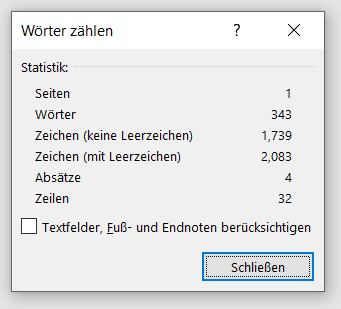 Wörter zählen ?
Statistik:
Seiten 1
Wörter 343
Zeichen (keine Leerzeichen) 1,739
Zeichen (mit Leerzeichen) 2,083
Absätze 4
Zeilen 32
Textfelder, Fuß- und Endnoten berücksichtigen
Schließen